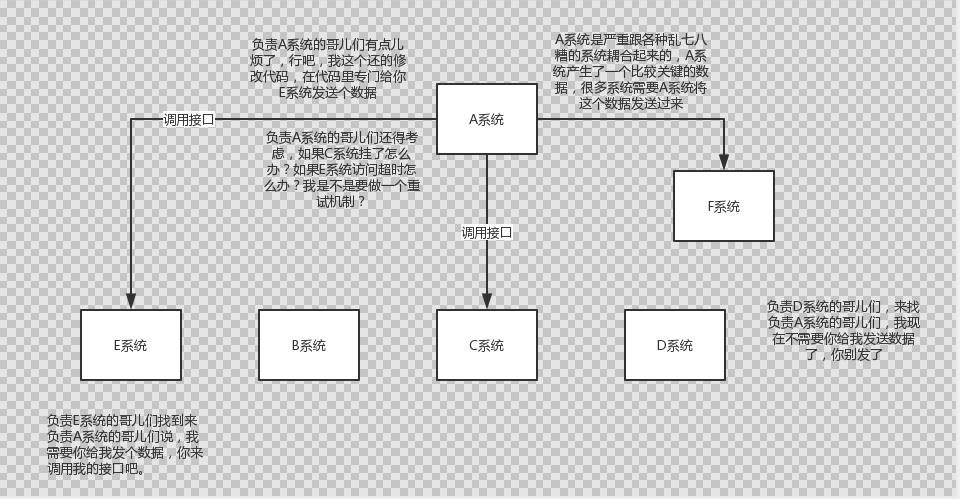 负责A系统的哥儿们有点儿
烦了，行吧，我这个还的修
改代码，在代码里专门给你
E系统发送个数据
A系统是严重跟各种乱七八
糟的系统耦合起来的，A系
统产生了一个比较关键的数
据，很多系统需要A系统将
这个数据发送过来
A系统
调用接口
负责A系统的哥儿们还得考
虑，如果C系统挂了怎么
办？如果E系统访问超时怎
么办？我是不是要做一个重
试机制？
F系统
调用接口
负责D系统的哥儿们，来找
负责A系统的哥儿们，我现
在不需要你给我发送数据
了，你别发了
E系统
B系统
C系统
D系统
负责E系统的哥儿们找到来
负责A系统的哥儿们说，我
需要你给我发个数据，你来
调用我的接口吧。